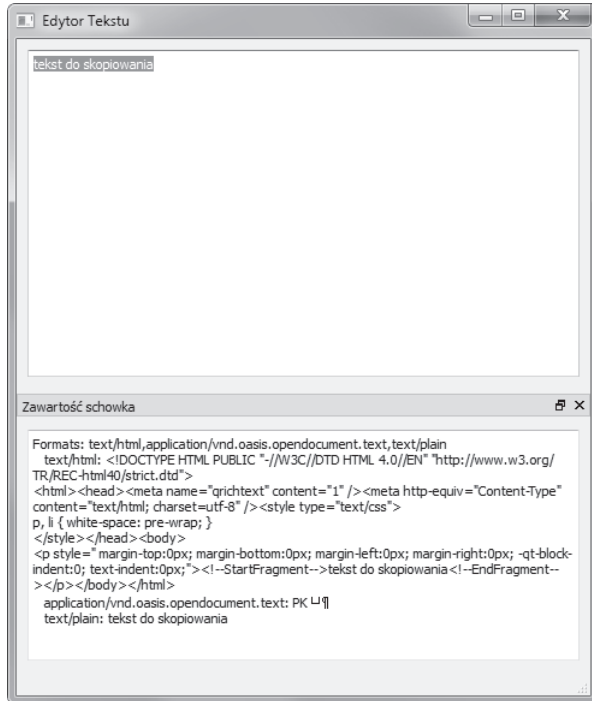 Edytor Tekstu
tekst do skopiowania
Zawartość schowka
Formats: text/html,application/vnd.oasis.opendocument.text,text/plain
text/html: <!DOCTYPE HTML PUBLIC "-//W3C//DTD HTML 4.0//EN" "http://www.w3.org/
TR/REC-html40/strict.dtd">
<html><head><meta name="qrichtext" content="1" /><meta http-equiv="Content-Type"
content="text/html; charset=utf-8" /><style type="text/css">
p, li { white-space: pre-wrap; }
</style></head><body>
<p style=" margin-top:0px; margin-bottom:0px; margin-left:0px; margin-right:0px; -qt-block-
indent:0; text-indent:0px;"><!--StartFragment-->tekst do skopiowania<!--EndFragment--
></p></body></html>
application/vnd.oasis.opendocument.text: PK└┘¶
text/plain: tekst do skopiowania